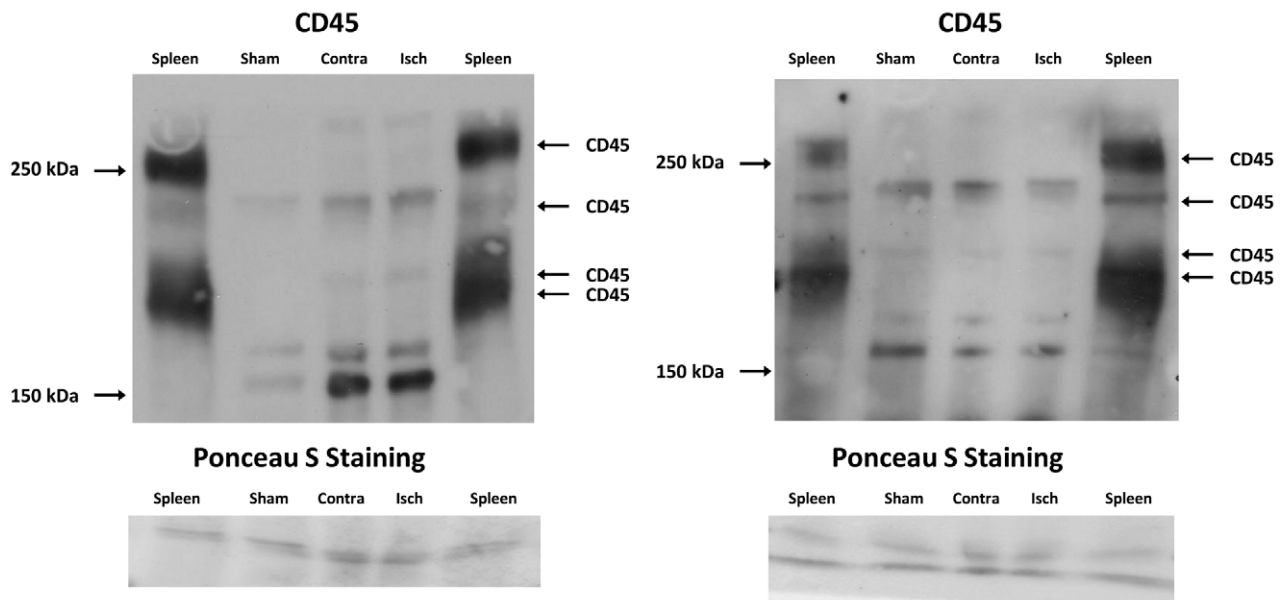 CD45
Spleen Sham Contra Isch Spleen
250 kDa
CD45
CD45
CD45
CD45
150 kDa
Ponceau S Staining
Spleen Sham Contra Isch Spleen
CD45
Spleen Sham Contra Isch Spleen
250 kDa
CD45
CD45
CD45
CD45
150 kDa
Ponceau S Staining
Spleen Sham Contra Isch Spleen